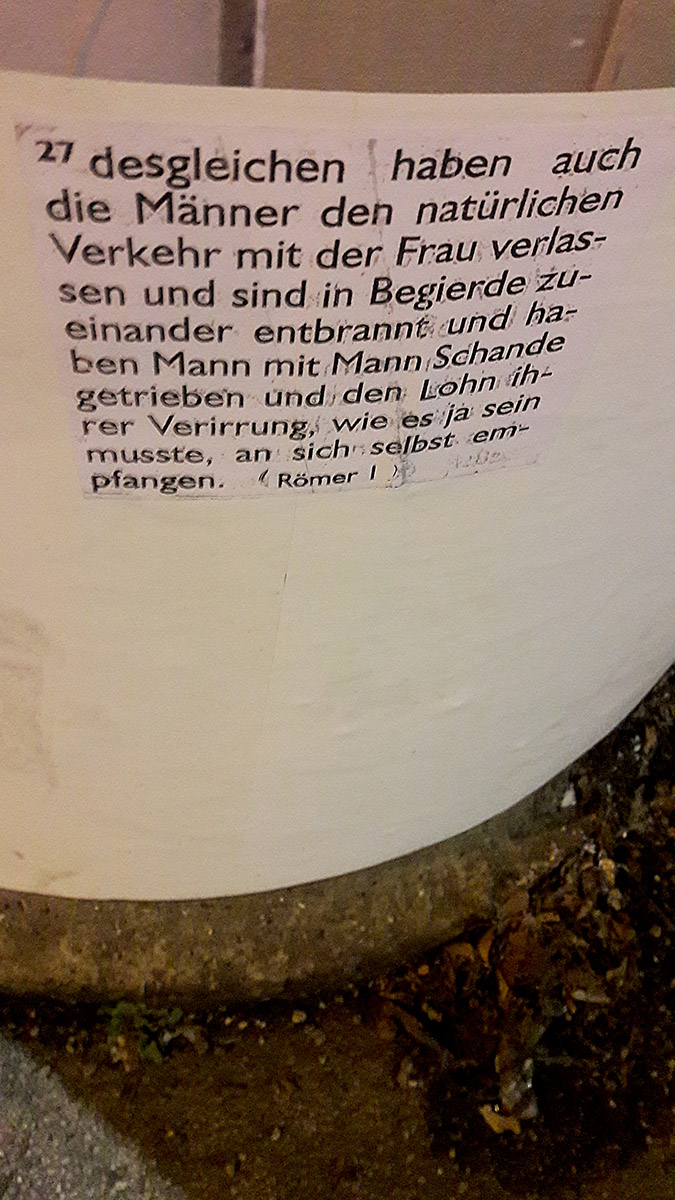 27 desgleichen haben auch
die Männer den natürlichen
Verkehr mit der Frau verlas-
sen und sind in Begierde zu-
einander entbrannt und ha-
ben Mann mit Mann Schande
getrieben und den Lohn ih-
rer Verirrung, wie es ja sein
musste, an sich selbst em-
pfangen. (Römer 1)